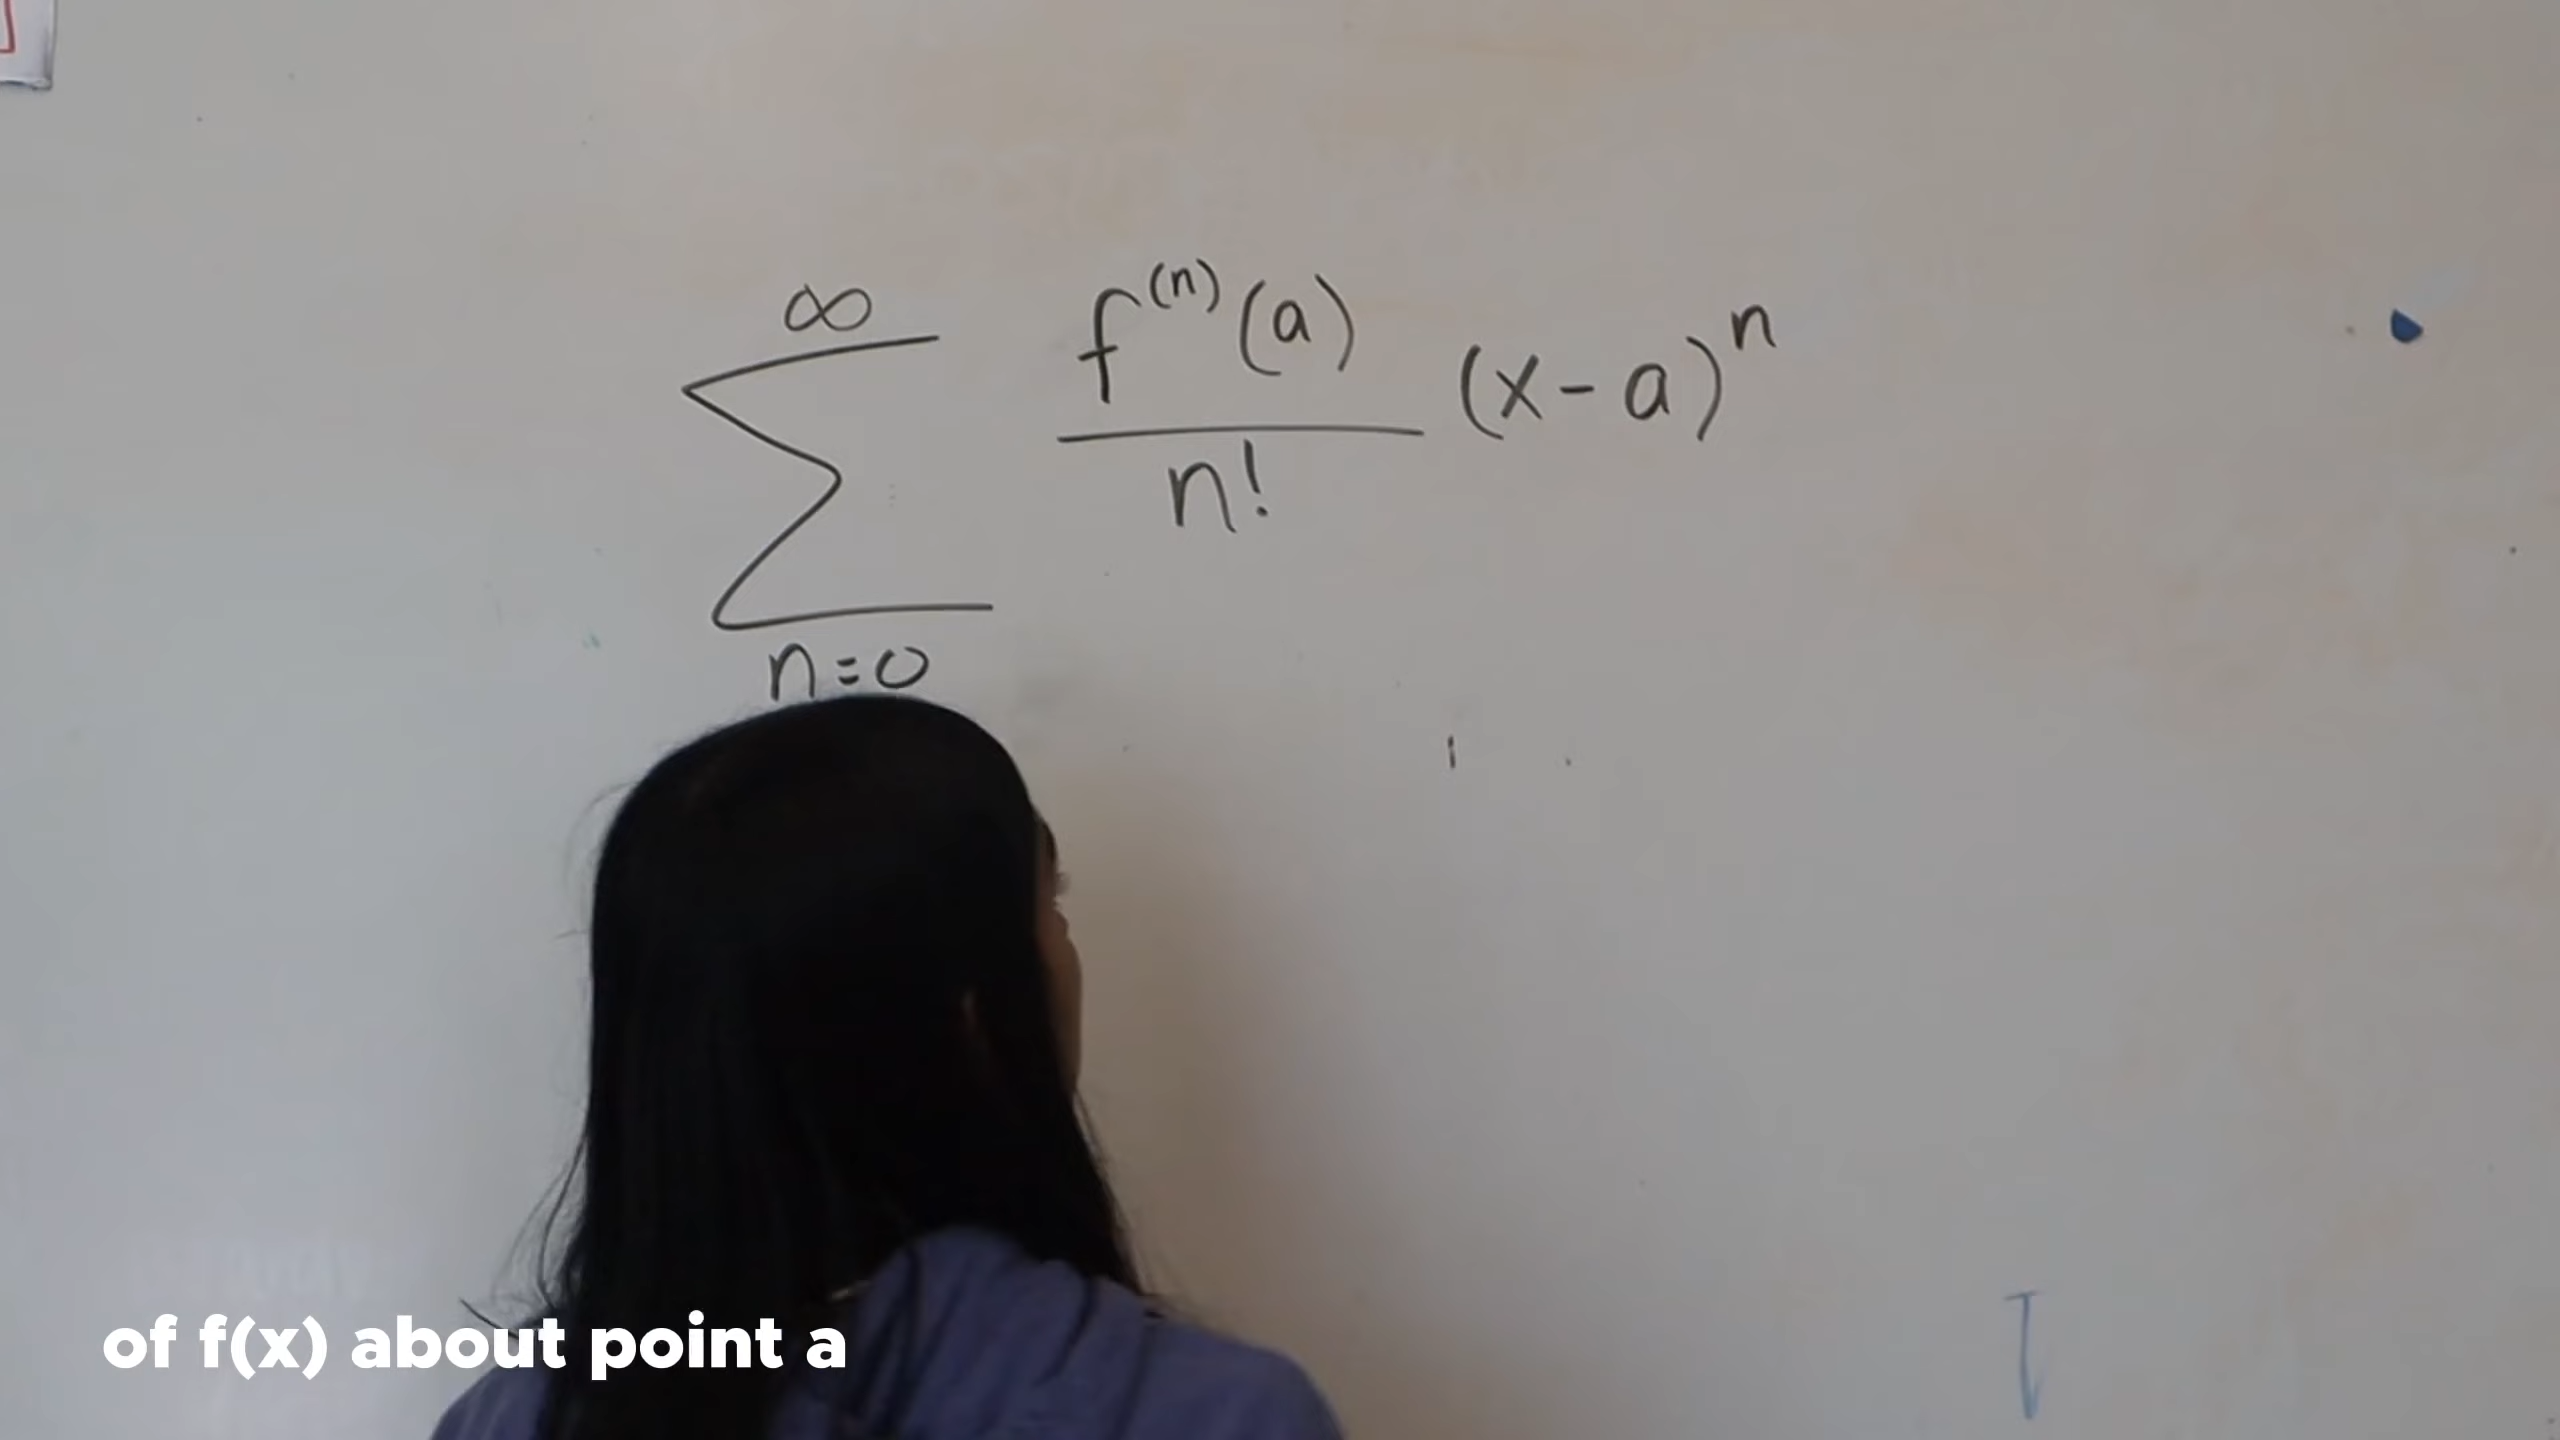 ∞
∑ f⁽ⁿ⁾(a)/n! (x-a)ⁿ
n=0
of f(x) about point a